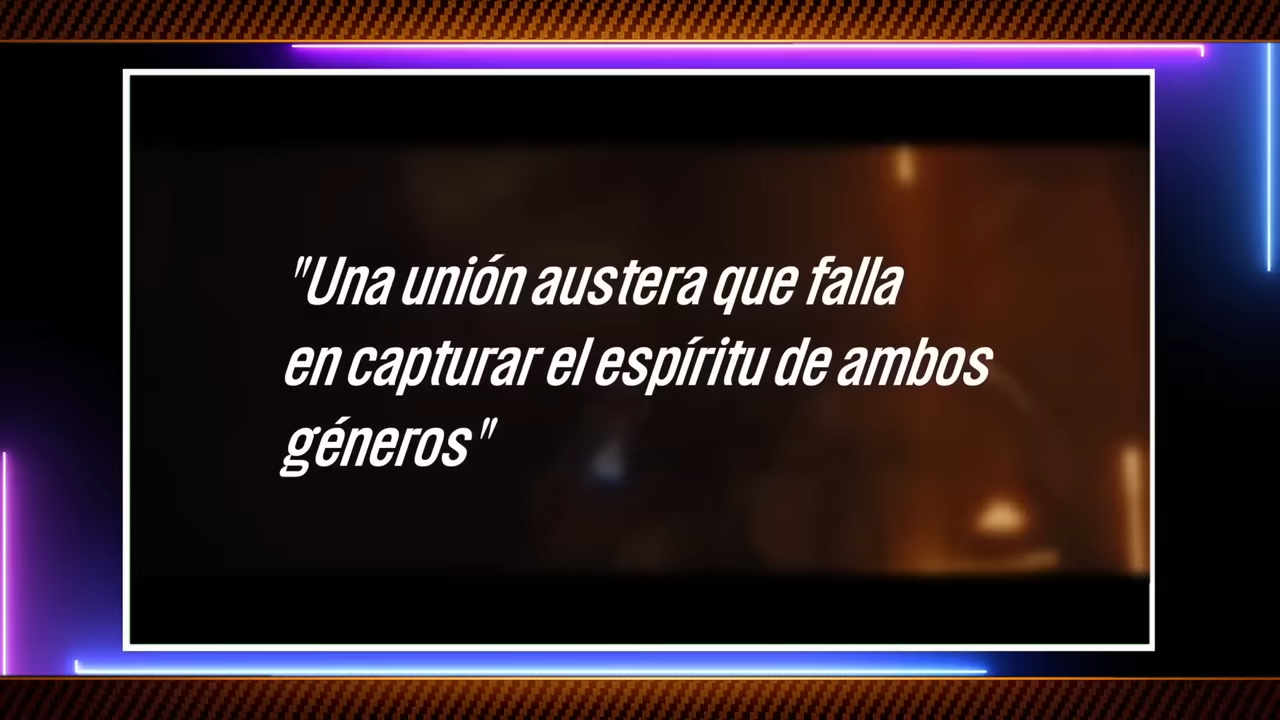 "Una unión austera que falla
en capturar el espíritu de ambos
géneros"